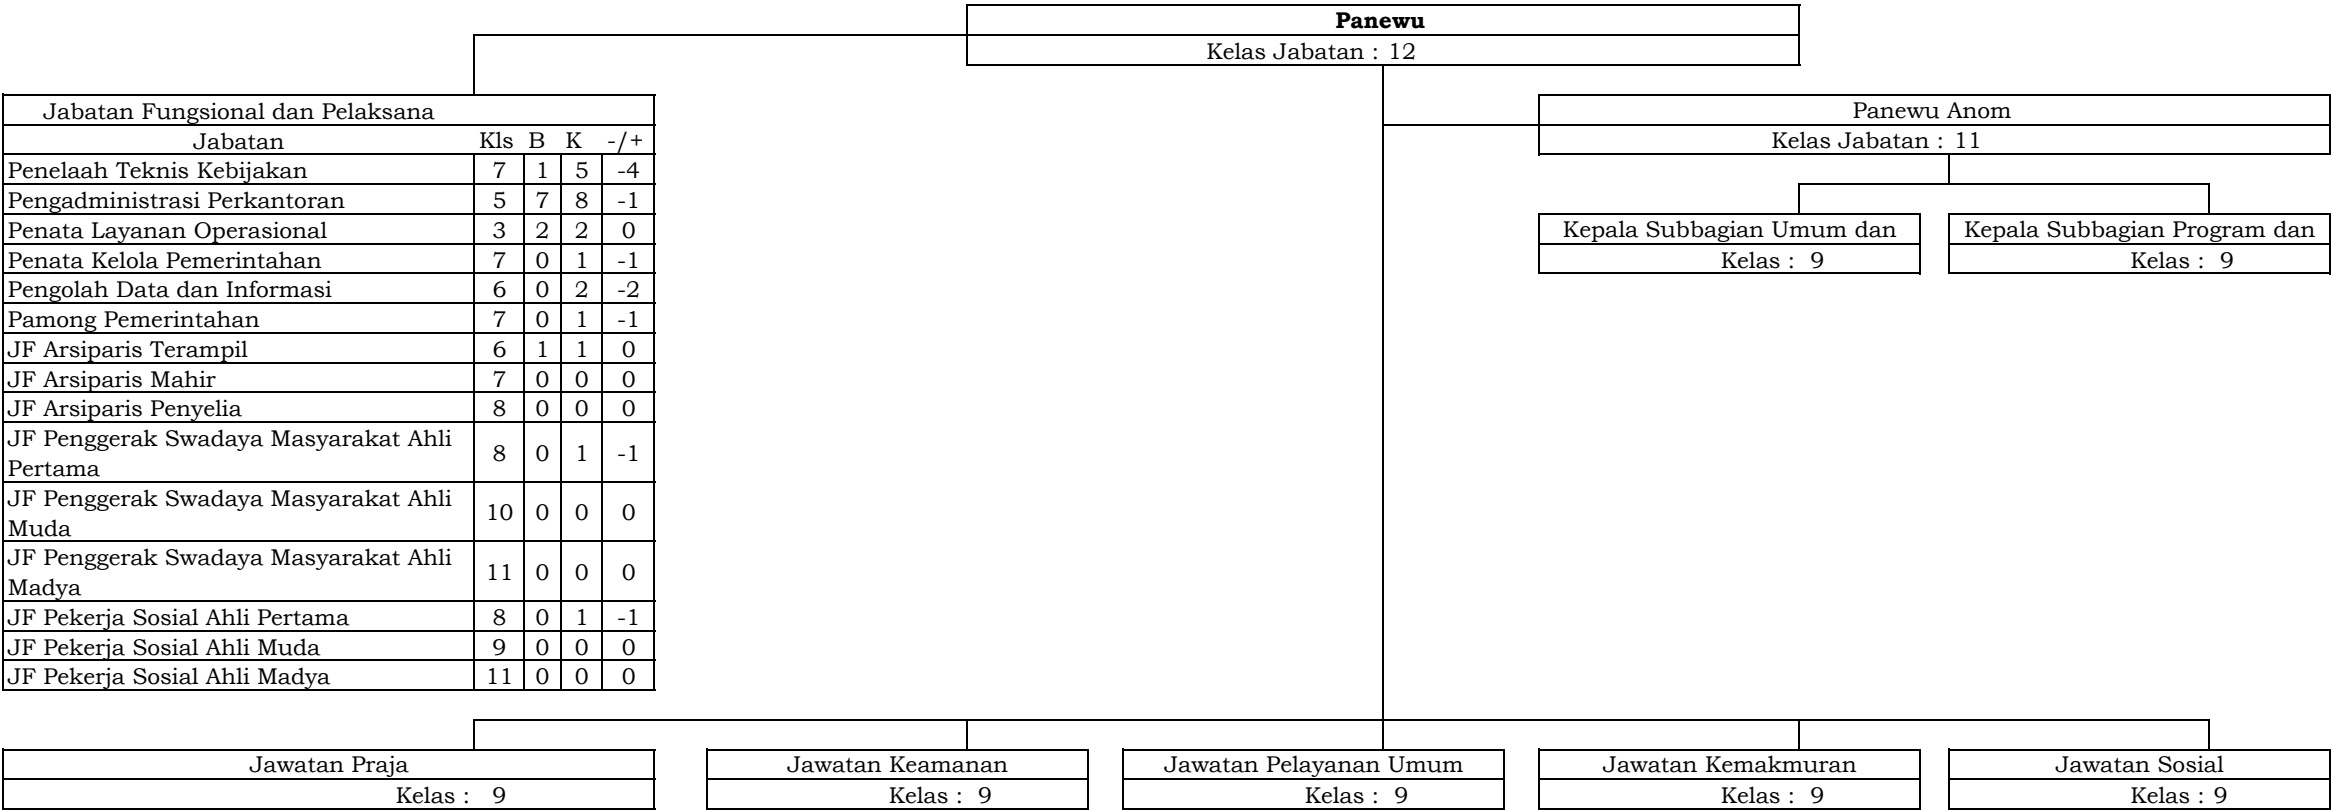 Panewu
Kelas Jabatan : 12
Jabatan Fungsional dan Pelaksana
Jabatan Kls B K -/+
Penelaah Teknis Kebijakan 7 1 5 -4
Pengadministrasi Perkantoran 5 7 8 -1
Penata Layanan Operasional 3 2 2 0
Penata Kelola Pemerintahan 7 0 1 -1
Pengolah Data dan Informasi 6 0 2 -2
Pamong Pemerintahan 7 0 1 -1
JF Arsiparis Terampil 6 1 1 0
JF Arsiparis Mahir 7 0 0 0
JF Arsiparis Penyelia 8 0 0 0
JF Penggerak Swadaya Masyarakat Ahli
Pertama 8 0 1 -1
JF Penggerak Swadaya Masyarakat Ahli
Muda 10 0 0 0
JF Penggerak Swadaya Masyarakat Ahli
Madya 11 0 0 0
JF Pekerja Sosial Ahli Pertama 8 0 1 -1
JF Pekerja Sosial Ahli Muda 9 0 0 0
JF Pekerja Sosial Ahli Madya 11 0 0 0
Panewu Anom
Kelas Jabatan : 11
Kepala Subbagian Umum dan
Kelas : 9
Kepala Subbagian Program dan
Kelas : 9
Jawatan Praja
Kelas : 9
Jawatan Keamanan
Kelas : 9
Jawatan Pelayanan Umum
Kelas : 9
Jawatan Kemakmuran
Kelas : 9
Jawatan Sosial
Kelas : 9